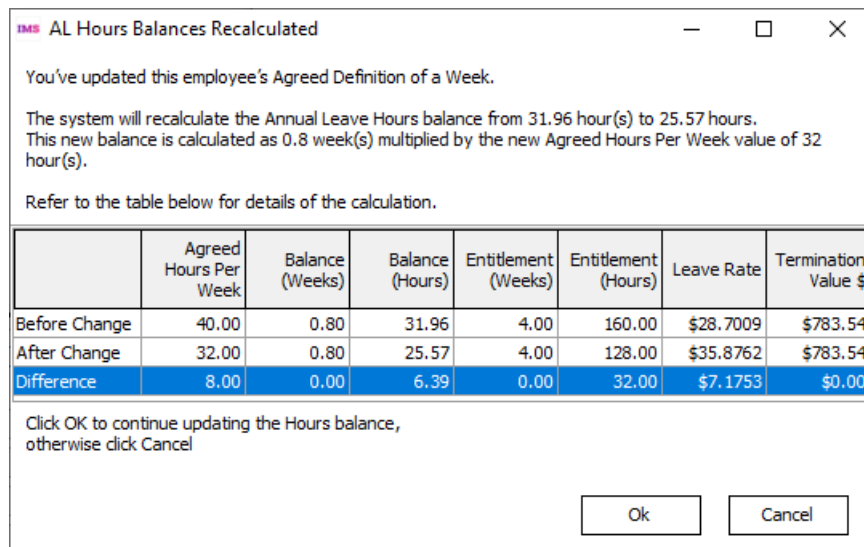 IMS AL Hours Balances Recalculated
You've updated this employee's Agreed Definition of a Week.
The system will recalculate the Annual Leave Hours balance from 31.96 hour(s) to 25.57 hours.
This new balance is calculated as 0.8 week(s) multiplied by the new Agreed Hours Per Week value of 32
hour(s).
Refer to the table below for details of the calculation.
Agreed Hours Per Week Balance (Weeks) Balance (Hours) Entitlement (Weeks) Entitlement (Hours) Leave Rate Termination Value $
Before Change 40.00 0.80 31.96 4.00 160.00 $28.7009 $783.54
After Change 32.00 0.80 25.57 4.00 128.00 $35.8762 $783.54
Difference 8.00 0.00 6.39 0.00 32.00 $7.1753 $0.00
Click OK to continue updating the Hours balance,
otherwise click Cancel
Ok Cancel